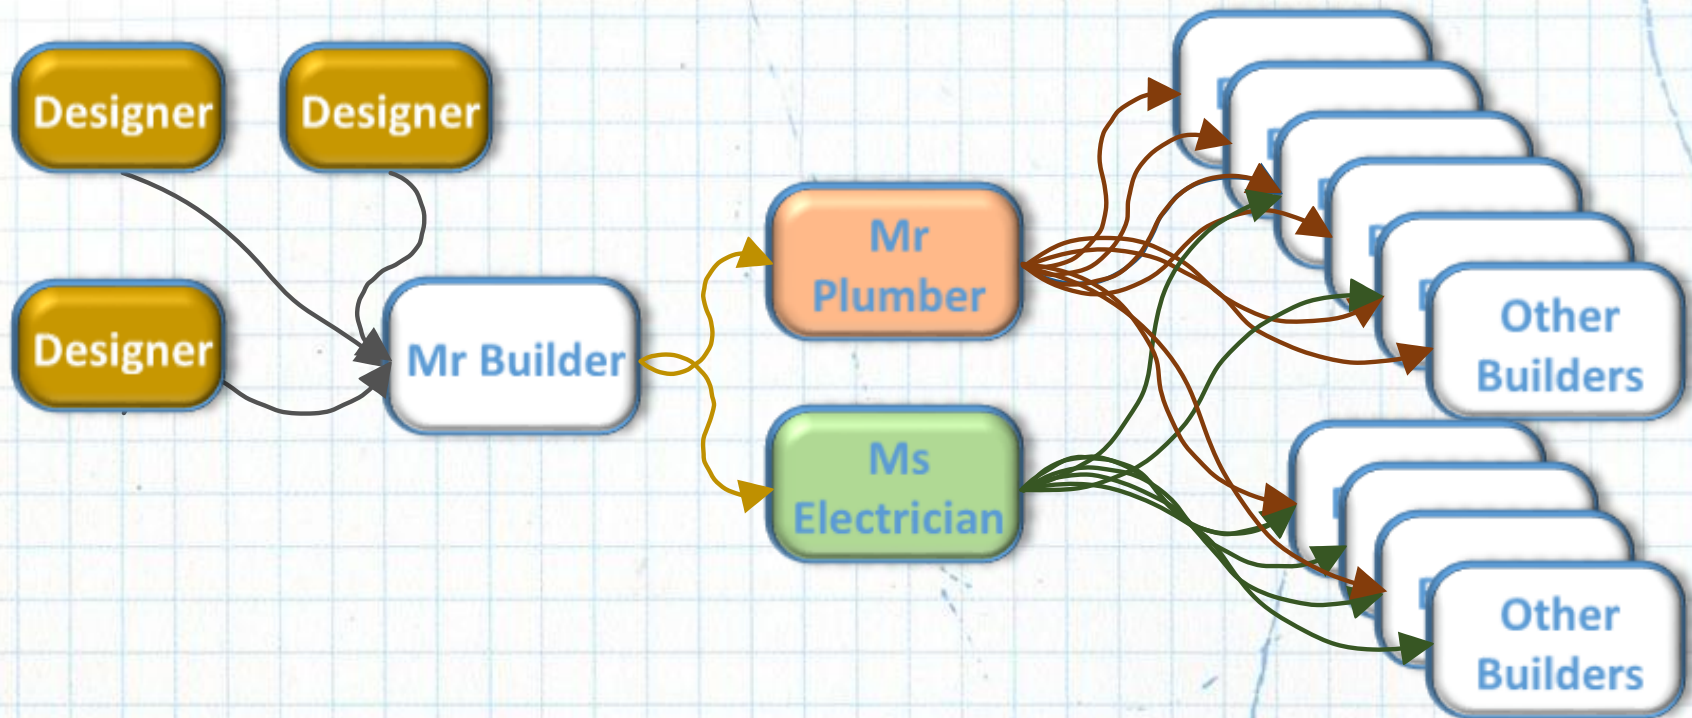 Designer
Designer
Designer
Mr Builder
Mr
Plumber
Ms
Electrician
Other
Builders
Other
Builders